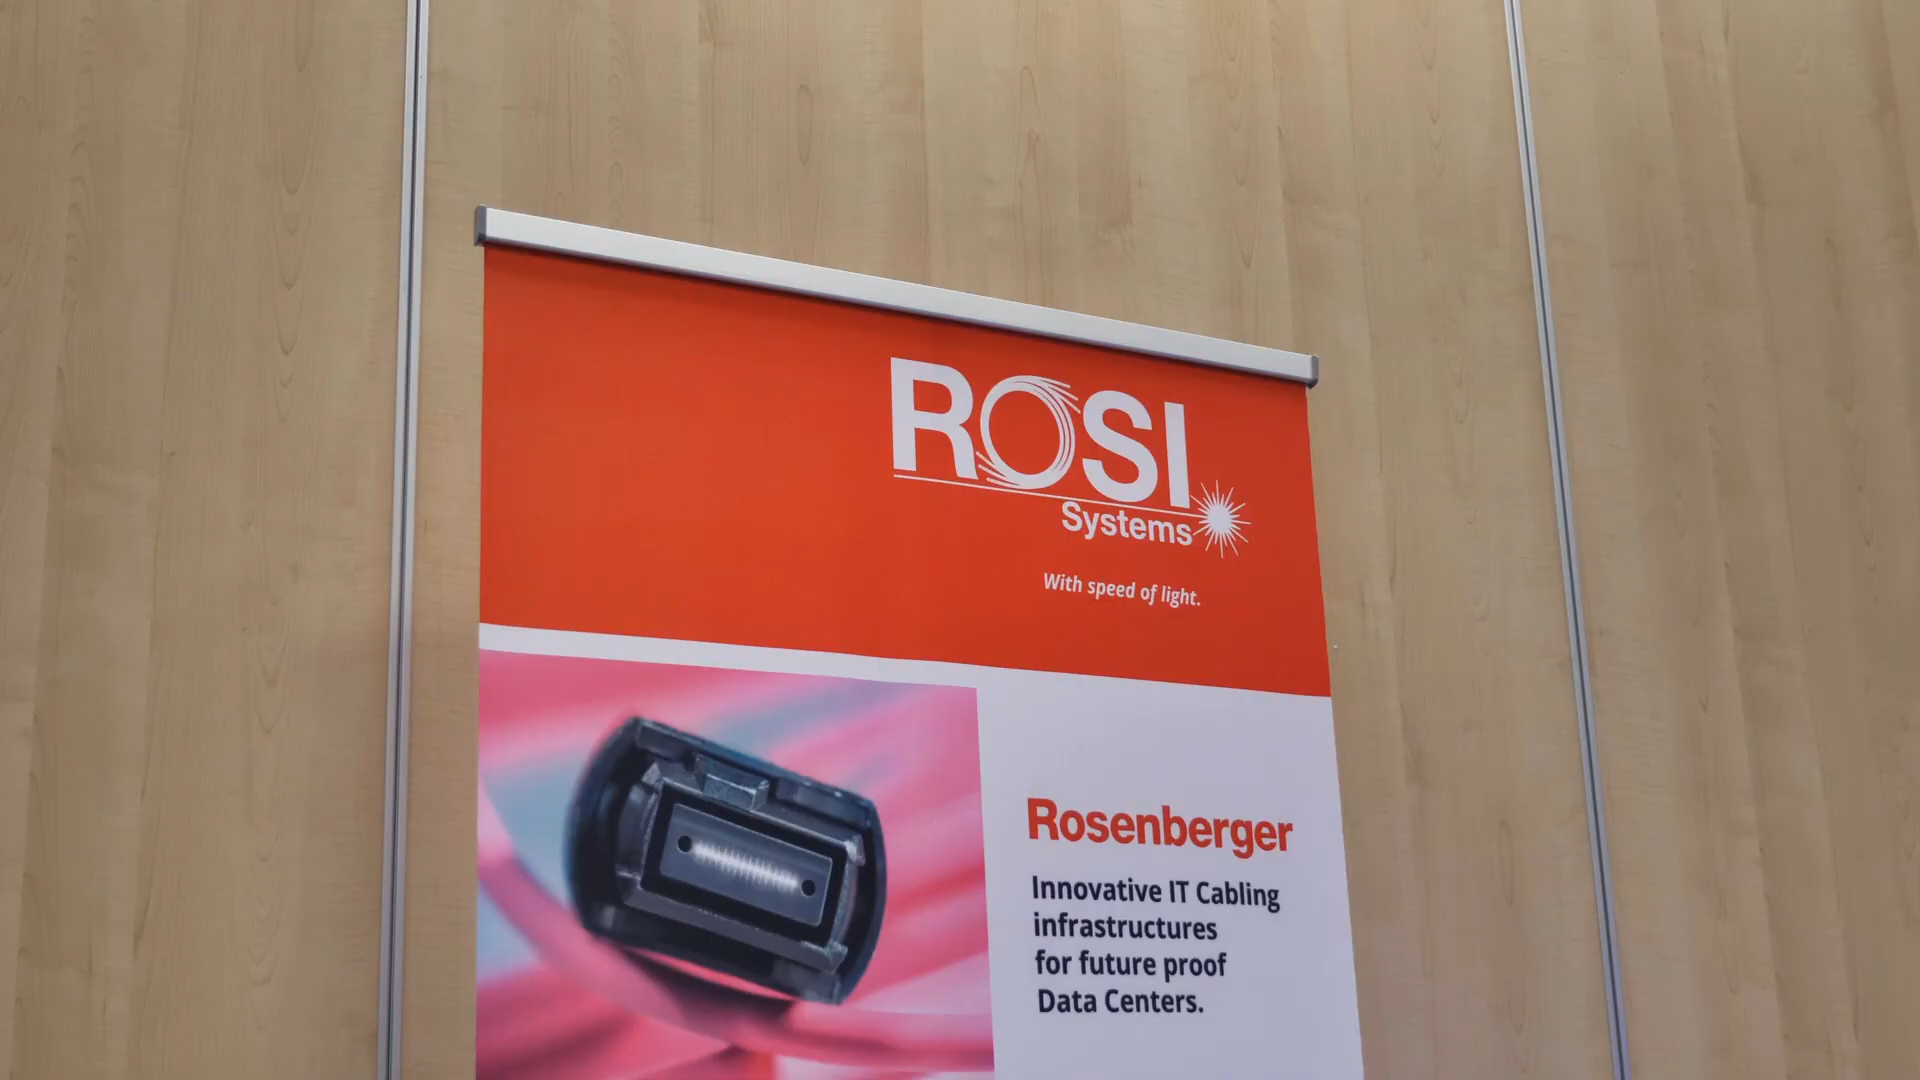 ROSI
Systems
With speed of light.
Rosenberger
Innovative IT Cabling
infrastructures
for future proof
Data Centers.